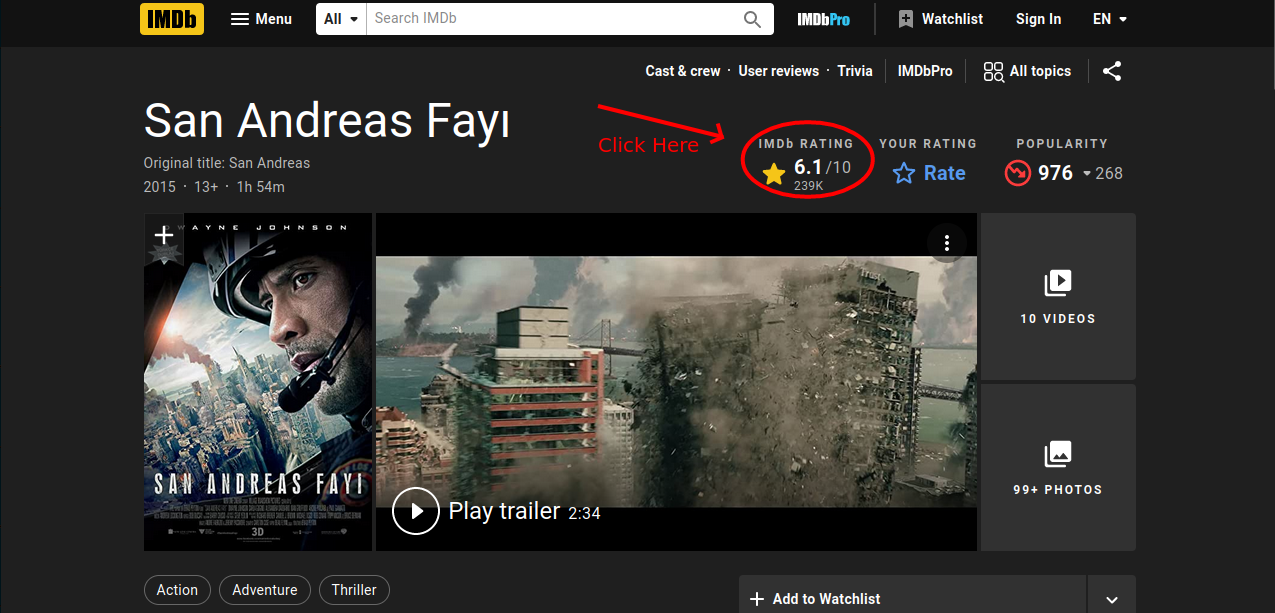 IMDb
Menu
All
Search IMDb
IMDbPro
Watchlist
Sign In
EN
Cast & crew · User reviews · Trivia
IMDbPro
All topics
San Andreas Fayı
Original title: San Andreas
2015 · 13+ · 1h 54m
Click Here
IMDb RATING
6.1/10
239K
YOUR RATING
Rate
POPULARITY
976
268
DWAYNE JOHNSON
SAN ANDREAS FAYI
3D
Play trailer 2:34
10 VIDEOS
99+ PHOTOS
Action
Adventure
Thriller
Add to Watchlist